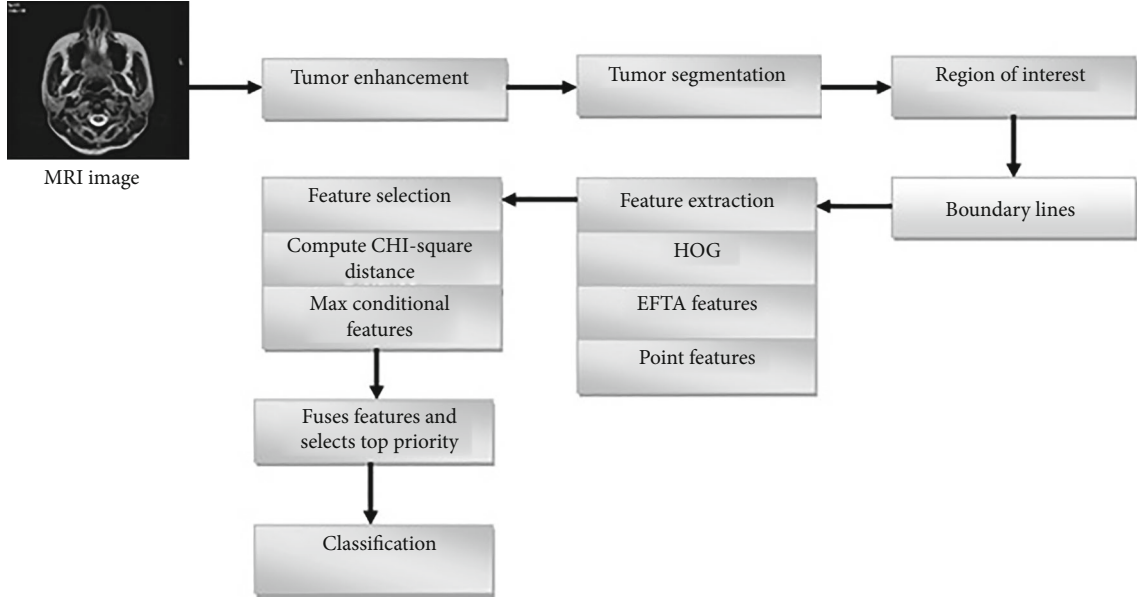 MRI image
Tumor enhancement
Tumor segmentation
Region of interest
Boundary lines
Feature extraction
HOG
EFTA features
Point features
Feature selection
Compute CHI-square
distance
Max conditional
features
Fuses features and
selects top priority
Classification